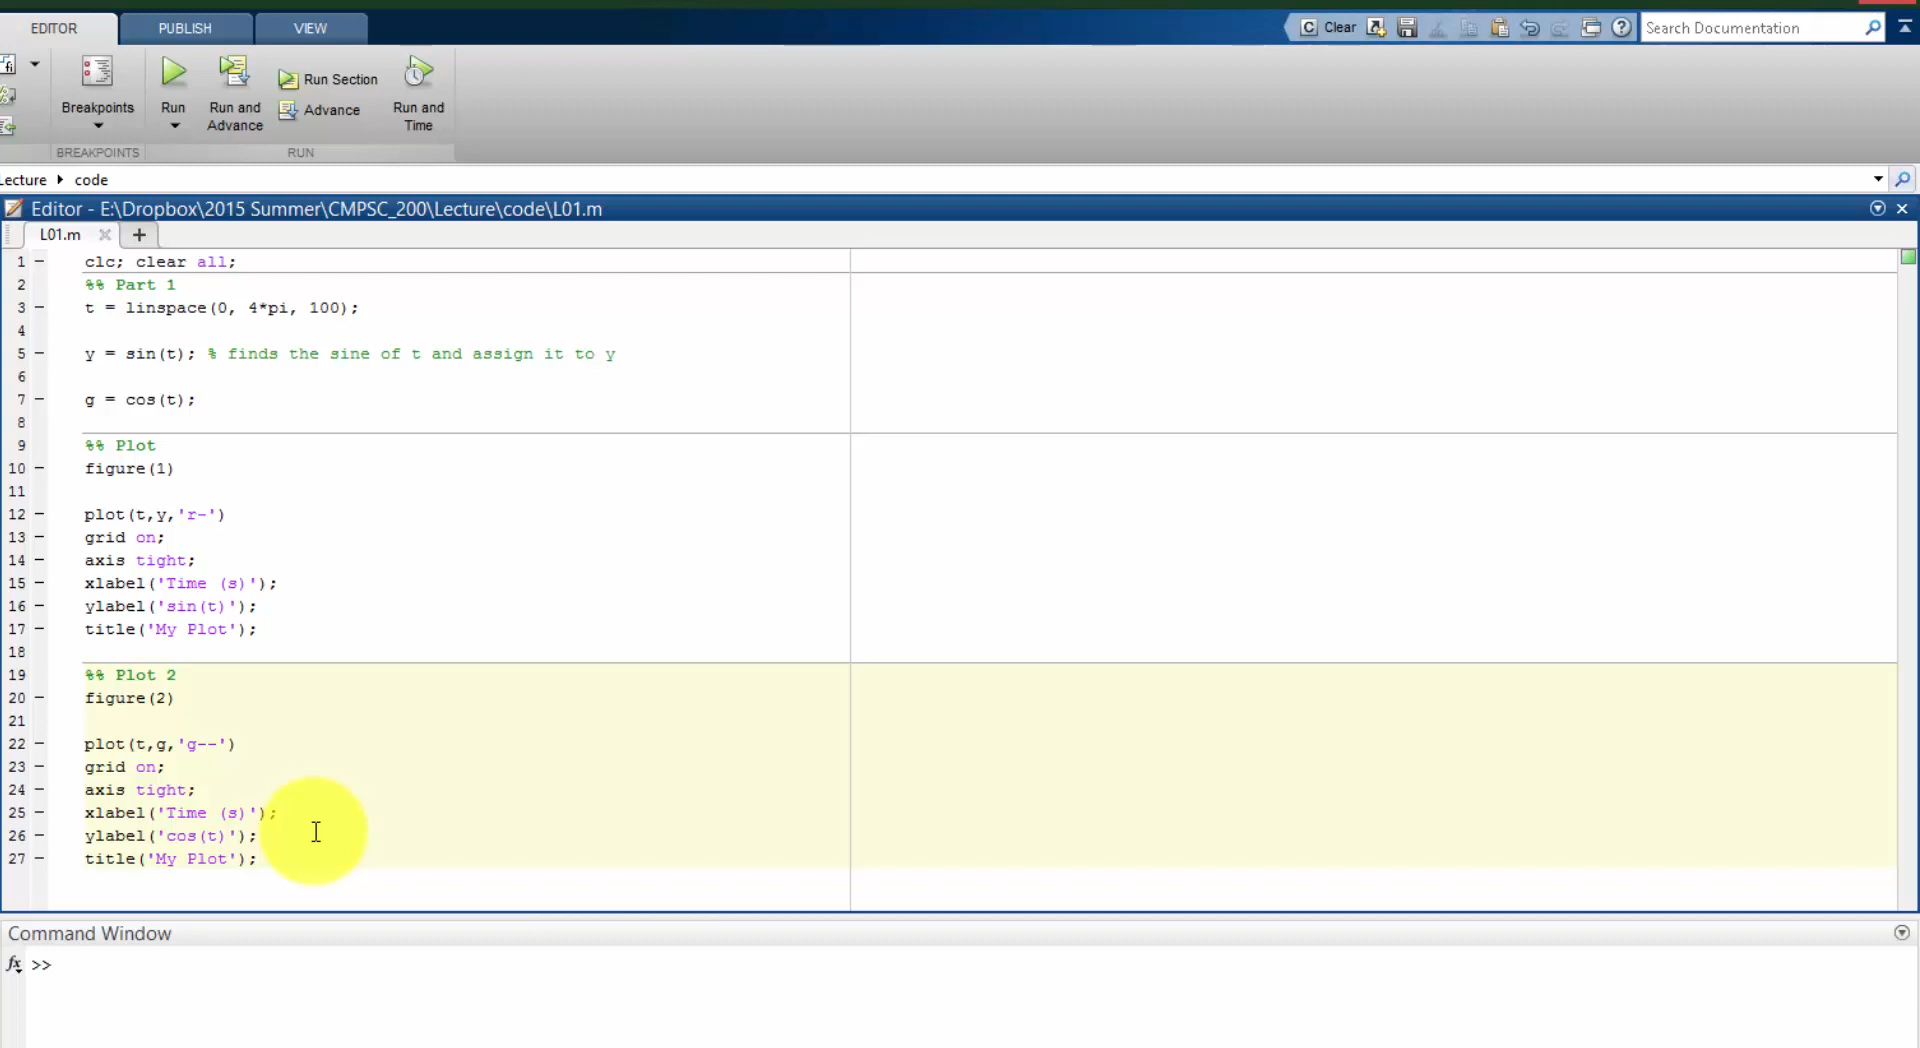 EDITOR PUBLISH VIEW Clear Search Documentation
fi
Breakpoints Run Run and Advance Run Section Advance Run and Time
BREAKPOINTS RUN
Lecture code
Editor - E:\Dropbox\2015 Summer\CMPSC_200\Lecture\code\L01.m
L01.m
1 clc; clear all;
2 %% Part 1
3 t = linspace(0, 4*pi, 100);
4
5 y = sin(t); % finds the sine of t and assign it to y
6
7 g = cos(t);
8
9 %% Plot
10 figure(1)
11
12 plot(t,y,'r-')
13 grid on;
14 axis tight;
15 xlabel('Time (s)');
16 ylabel('sin(t)');
17 title('My Plot');
18
19 %% Plot 2
20 figure(2)
21
22 plot(t,g,'g--')
23 grid on;
24 axis tight;
25 xlabel('Time (s)');
26 ylabel('cos(t)');
27 title('My Plot');
Command Window
fx >>